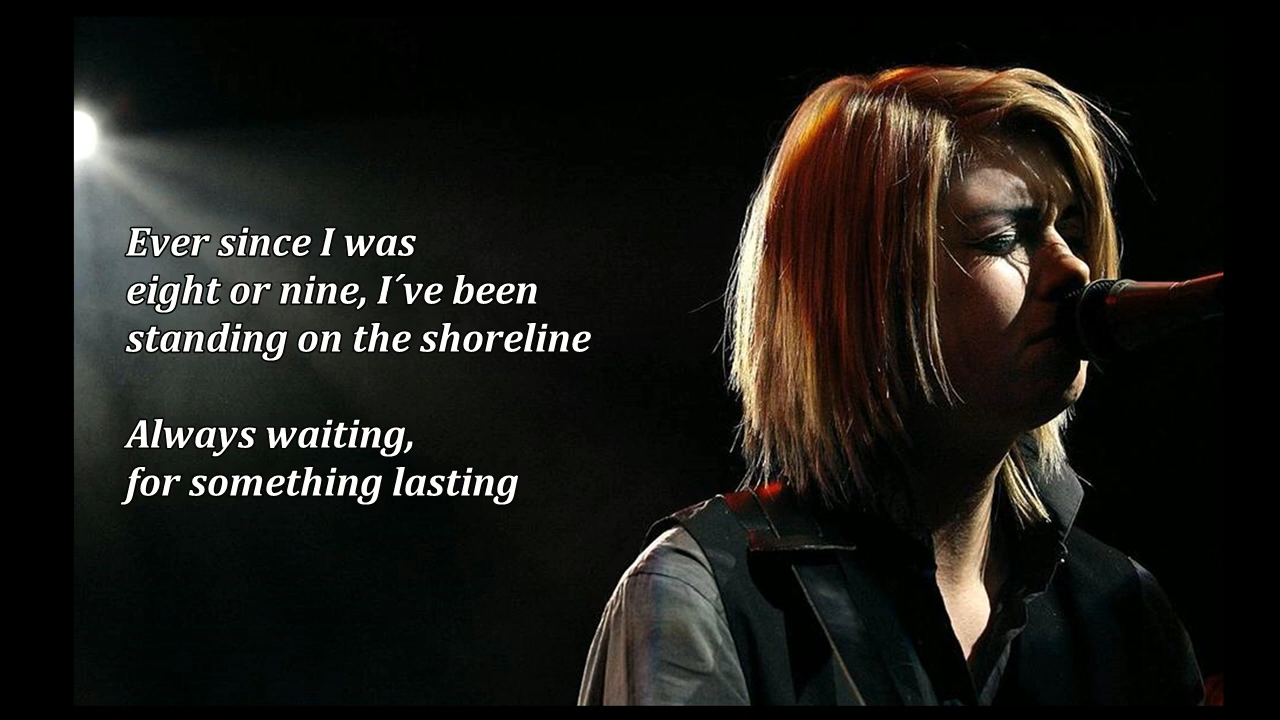 Ever since I was
eight or nine, I´ve been
standing on the shoreline
Always waiting,
for something lasting